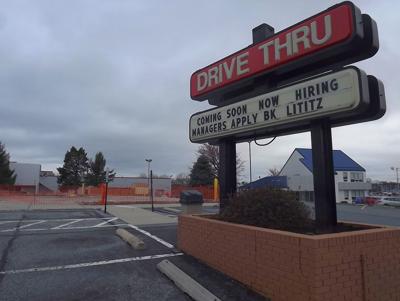 DRIVE THRU
COMING SOON NOW HIRING
MANAGERS APPLY BK LITITZ